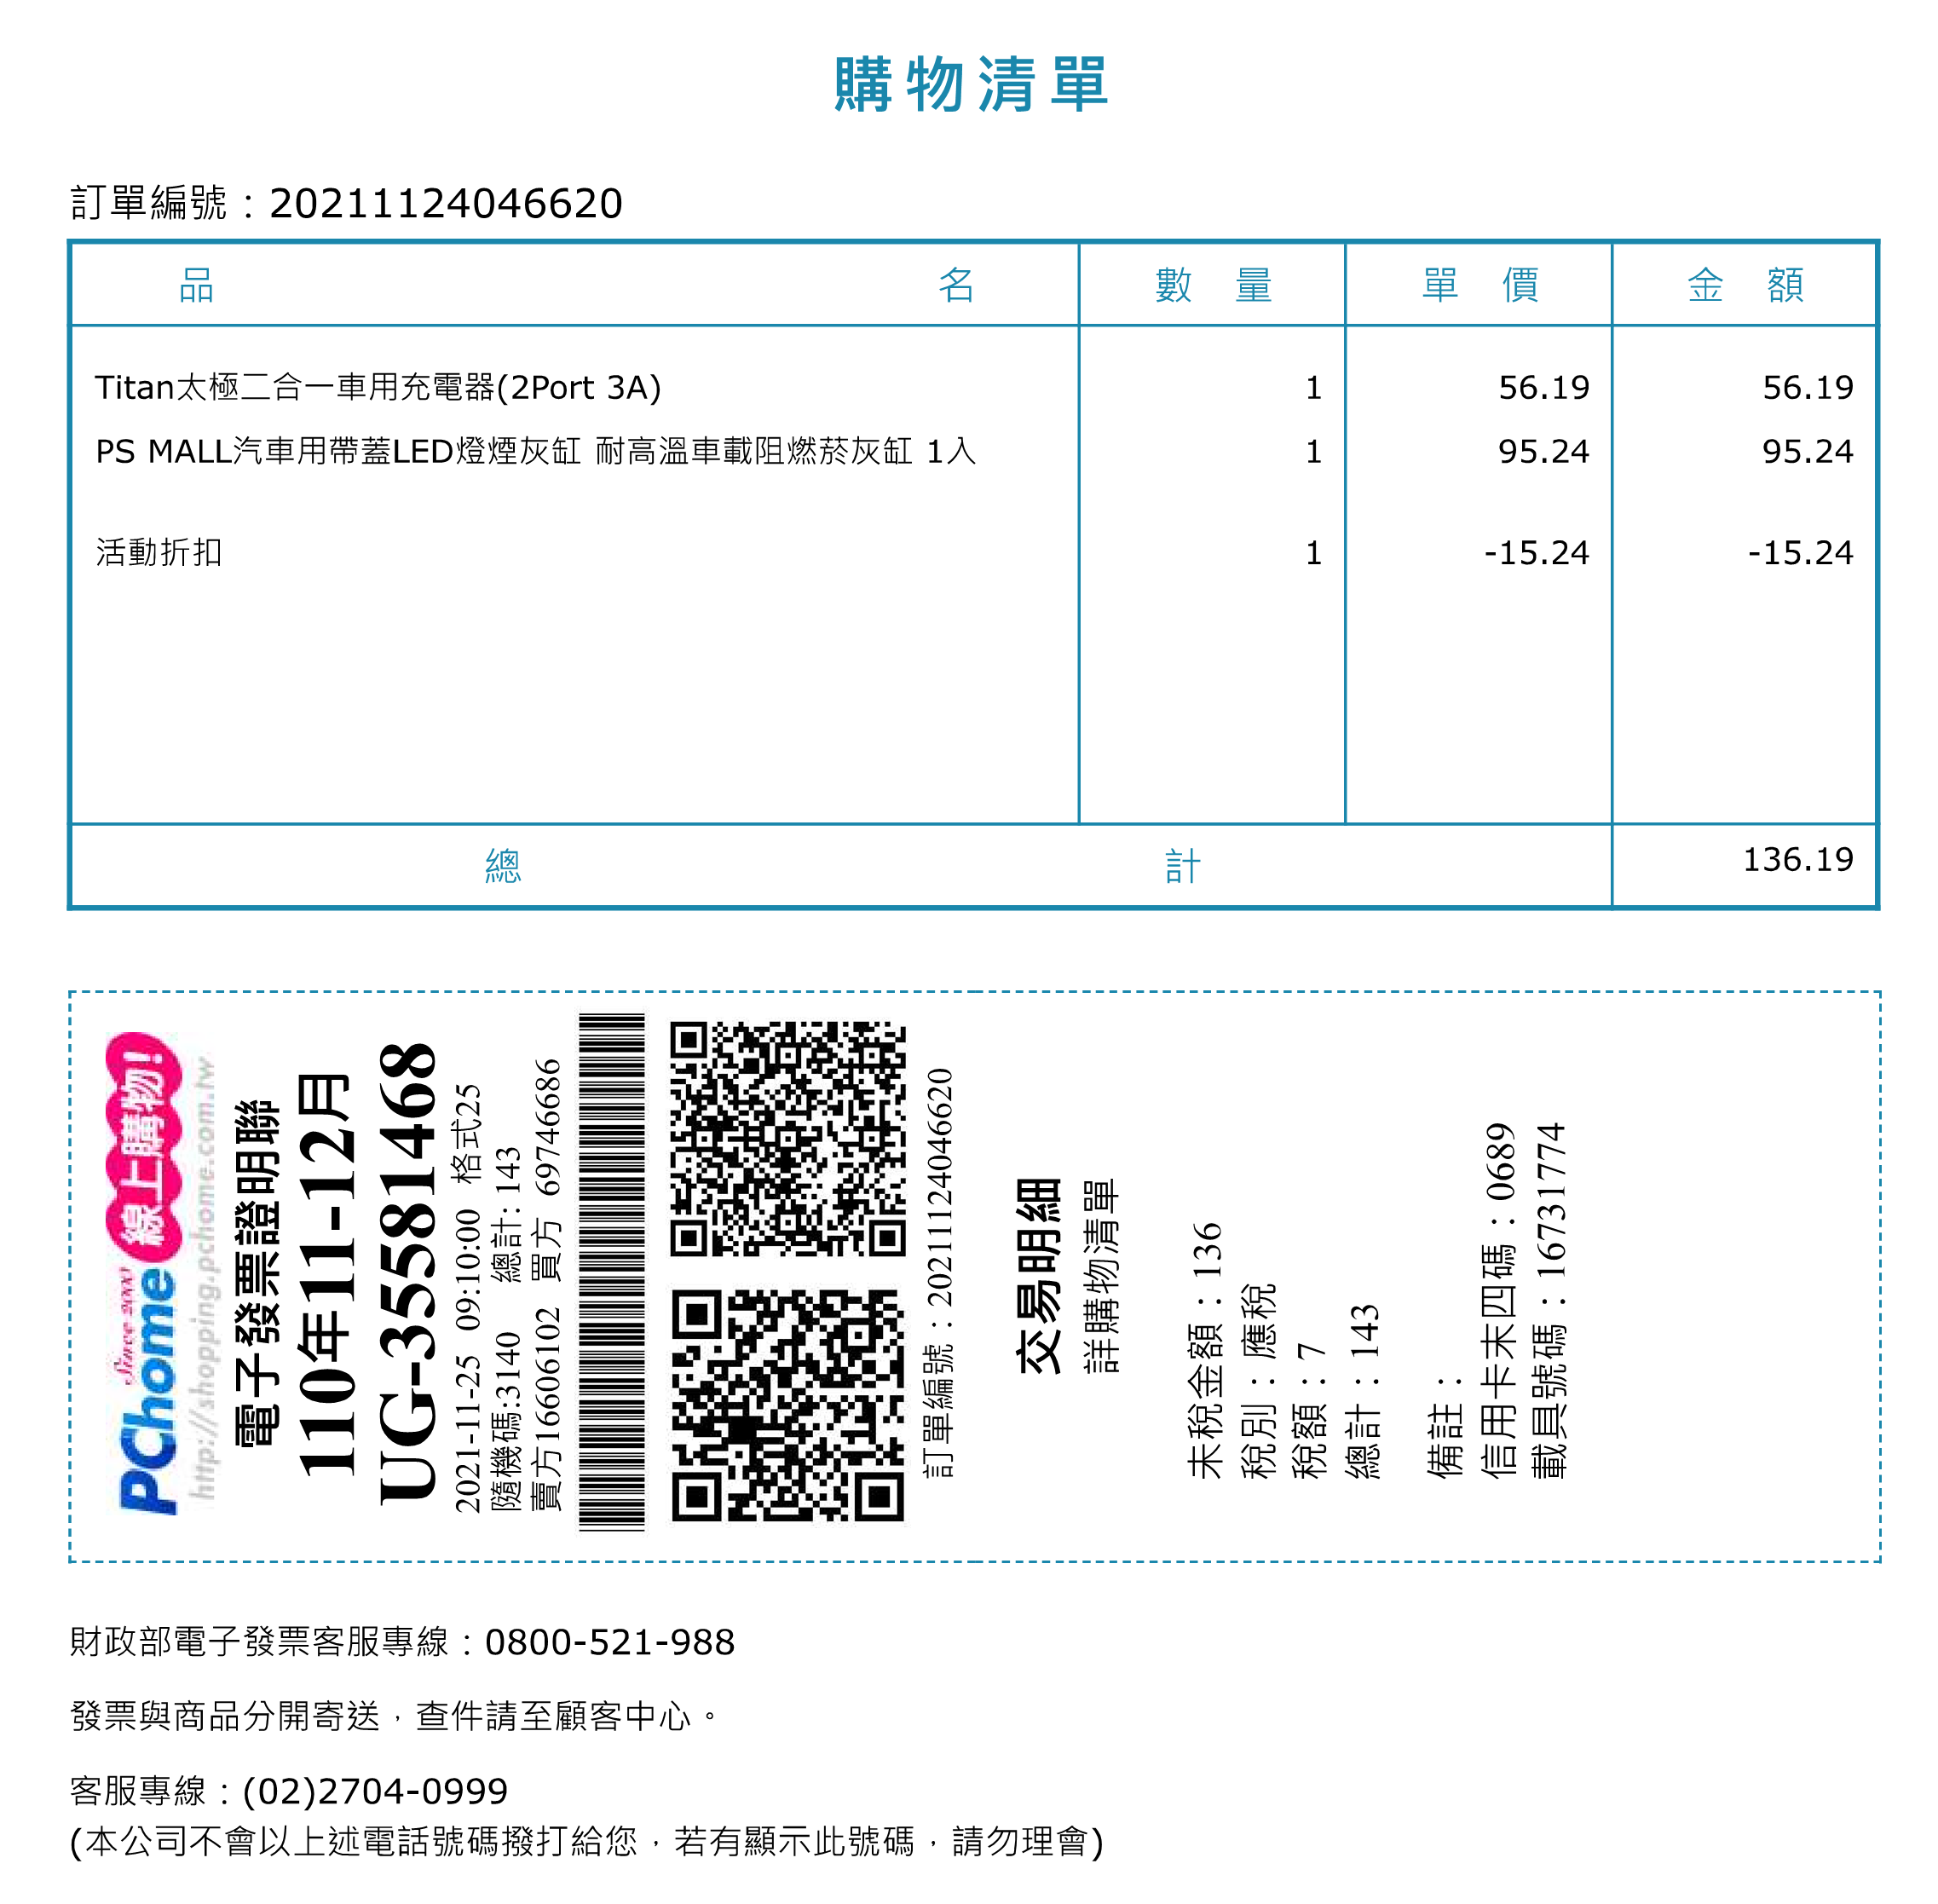 購物清單
訂單編號：20211124046620
品 名 數 量 單 價 金 額
Titan太極二合一車用充電器(2Port 3A) 1 56.19 56.19
PS MALL汽車用帶蓋LED燈煙灰缸 耐高溫車載阻燃菸灰缸 1入 1 95.24 95.24
活動折扣 1 -15.24 -15.24
總 計 136.19
Since 2000
PChome線上購物!
http://shopping.pchome.com.tw
電子發票證明聯
110年11-12月
UG-35581468
2021-11-25 09:10:00 格式25
隨機碼:3140 總計: 143
賣方16606102 買方 69746686
訂單編號：20211124046620
交易明細
詳購物清單
未稅金額：136
稅別：應稅
稅額：7
總計：143
備註：
信用卡末四碼：0689
載具號碼：16731774
財政部電子發票客服專線：0800-521-988
發票與商品分開寄送，查件請至顧客中心。
客服專線：(02)2704-0999
(本公司不會以上述電話號碼撥打給您，若有顯示此號碼，請勿理會)